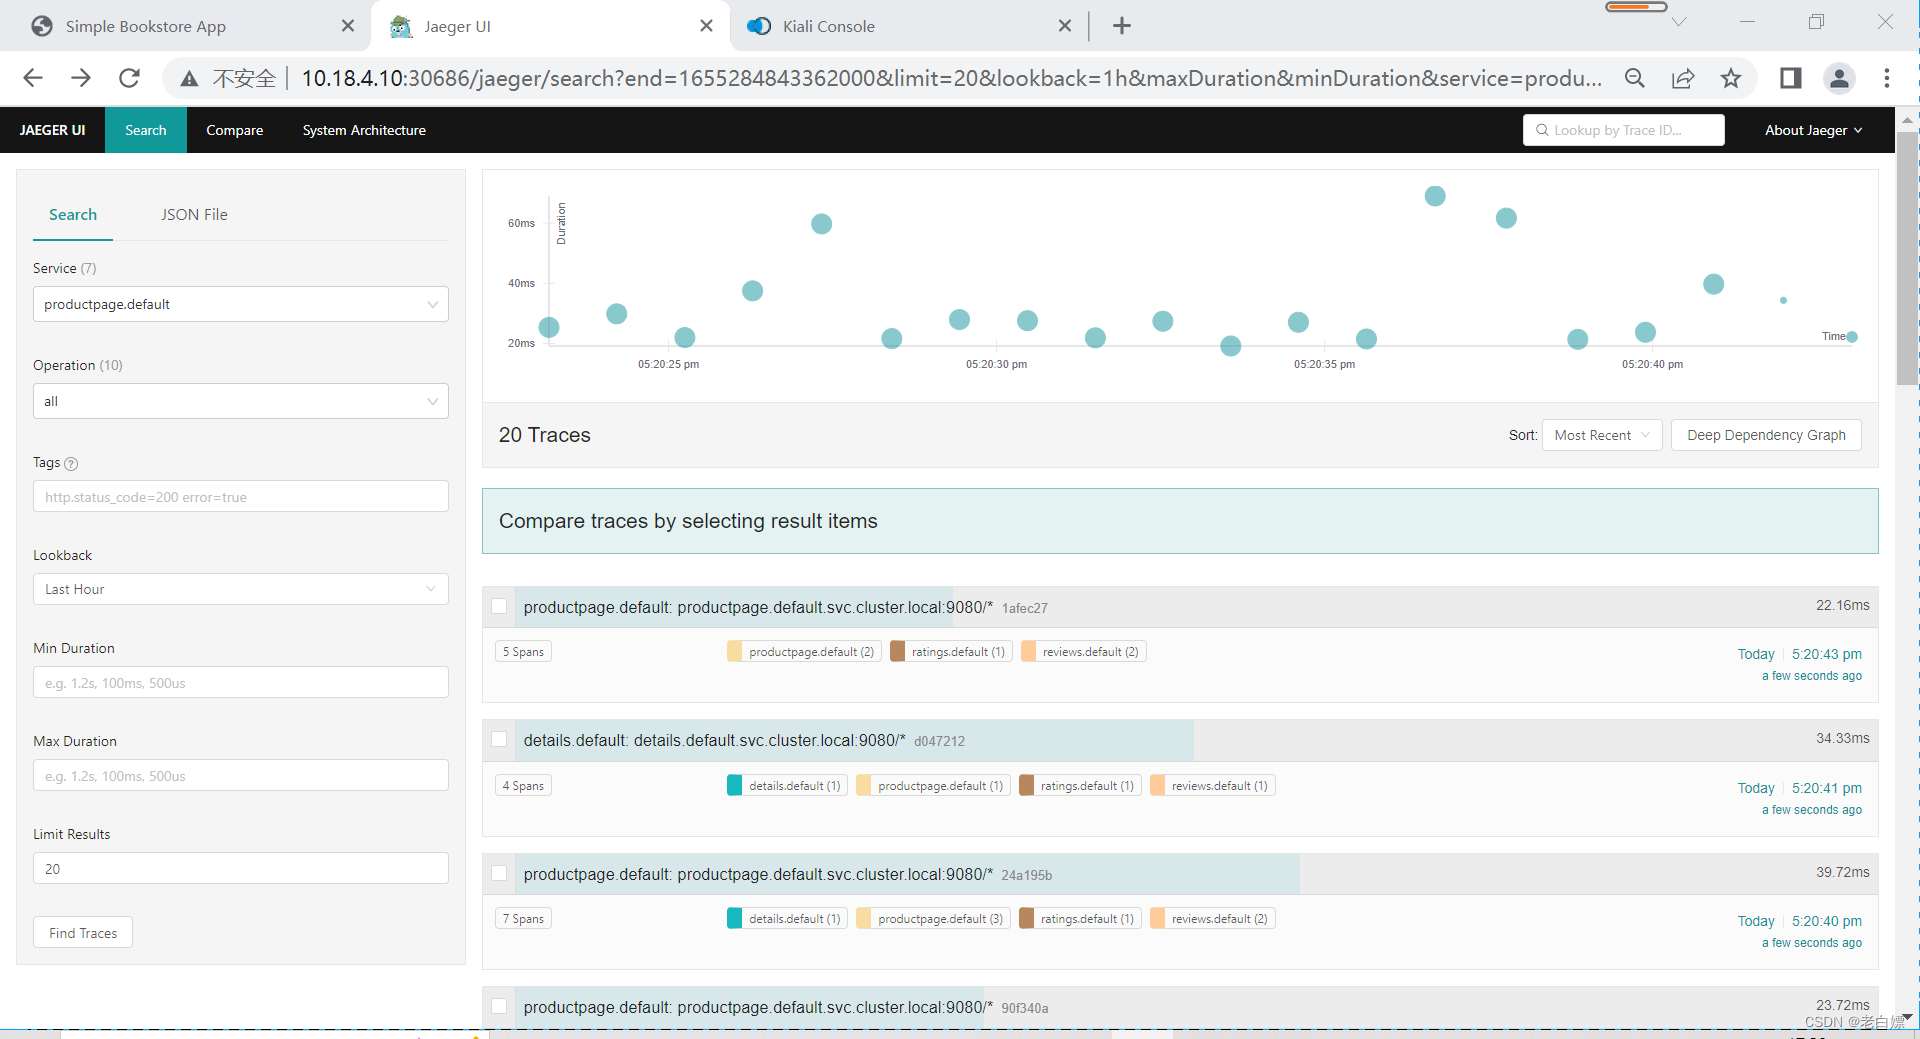 Simple Bookstore App
Jaeger UI
Kiali Console
不安全 10.18.4.10:30686/jaeger/search?end=1655284843362000&limit=20&lookback=1h&maxDuration&minDuration&service=produ...
JAEGER UI Search Compare System Architecture Lookup by Trace ID... About Jaeger
Search JSON File
Service (7)
productpage.default
Operation (10)
all
Tags ?
http.status_code=200 error=true
Lookback
Last Hour
Min Duration
e.g. 1.2s, 100ms, 500us
Max Duration
e.g. 1.2s, 100ms, 500us
Limit Results
20
Find Traces
Duration
60ms
40ms
20ms
Time
05:20:25 pm 05:20:30 pm 05:20:35 pm 05:20:40 pm
20 Traces Sort: Most Recent Deep Dependency Graph
Compare traces by selecting result items
productpage.default: productpage.default.svc.cluster.local:9080/* 1afec27 22.16ms
5 Spans productpage.default (2) ratings.default (1) reviews.default (2) Today 5:20:43 pm
a few seconds ago
details.default: details.default.svc.cluster.local:9080/* d047212 34.33ms
4 Spans details.default (1) productpage.default (1) ratings.default (1) reviews.default (1) Today 5:20:41 pm
a few seconds ago
productpage.default: productpage.default.svc.cluster.local:9080/* 24a195b 39.72ms
7 Spans details.default (1) productpage.default (3) ratings.default (1) reviews.default (2) Today 5:20:40 pm
a few seconds ago
productpage.default: productpage.default.svc.cluster.local:9080/* 90f340a 23.72ms
CSDN @老白嫖